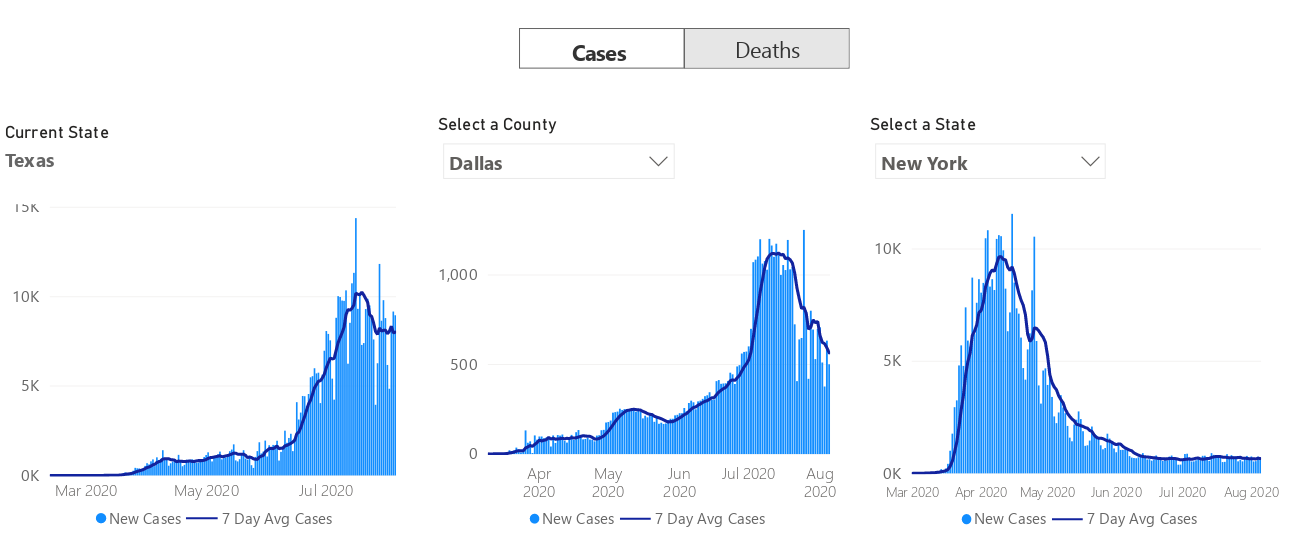 Cases
Deaths
Current State
Texas
15K
10K
5K
0K
Mar 2020 May 2020 Jul 2020
New Cases 7 Day Avg Cases
Select a County
Dallas
1,000
500
0
Apr 2020 May 2020 Jun 2020 Jul 2020 Aug 2020
New Cases 7 Day Avg Cases
Select a State
New York
10K
5K
0K
Mar 2020 Apr 2020 May 2020 Jun 2020 Jul 2020 Aug 2020
New Cases 7 Day Avg Cases